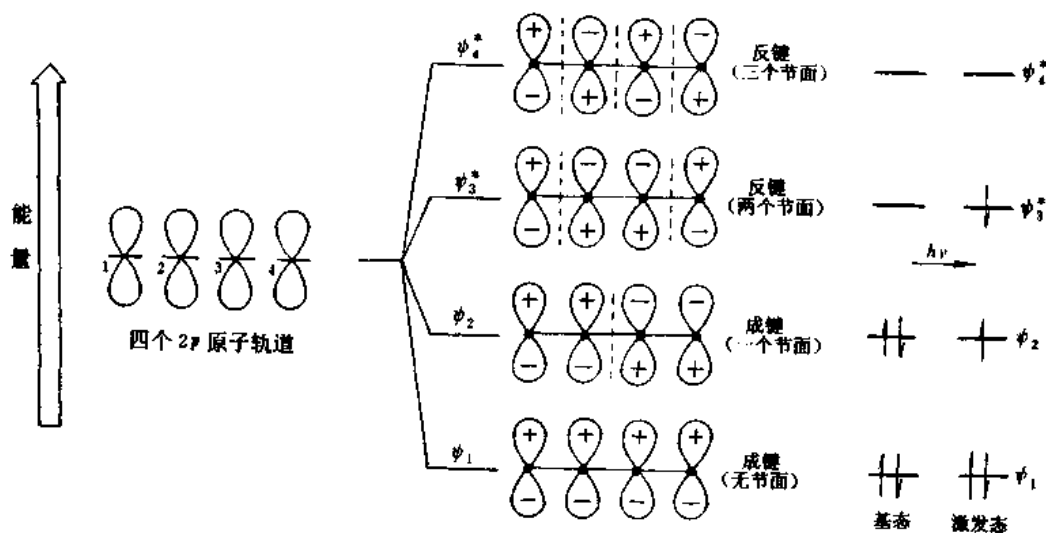 能
量
1 2 3 4
四个 2p 原子轨道
ψ₄*
+ - + -
- + - +
反键
(三个节面)
ψ₄*
ψ₃*
+ - - +
- + + -
反键
(两个节面)
ψ₃*
hν
ψ₂
+ + - -
- - + +
成键
(一个节面)
ψ₂
ψ₁
+ + + +
- - - -
成键
(无节面)
ψ₁
基态 激发态